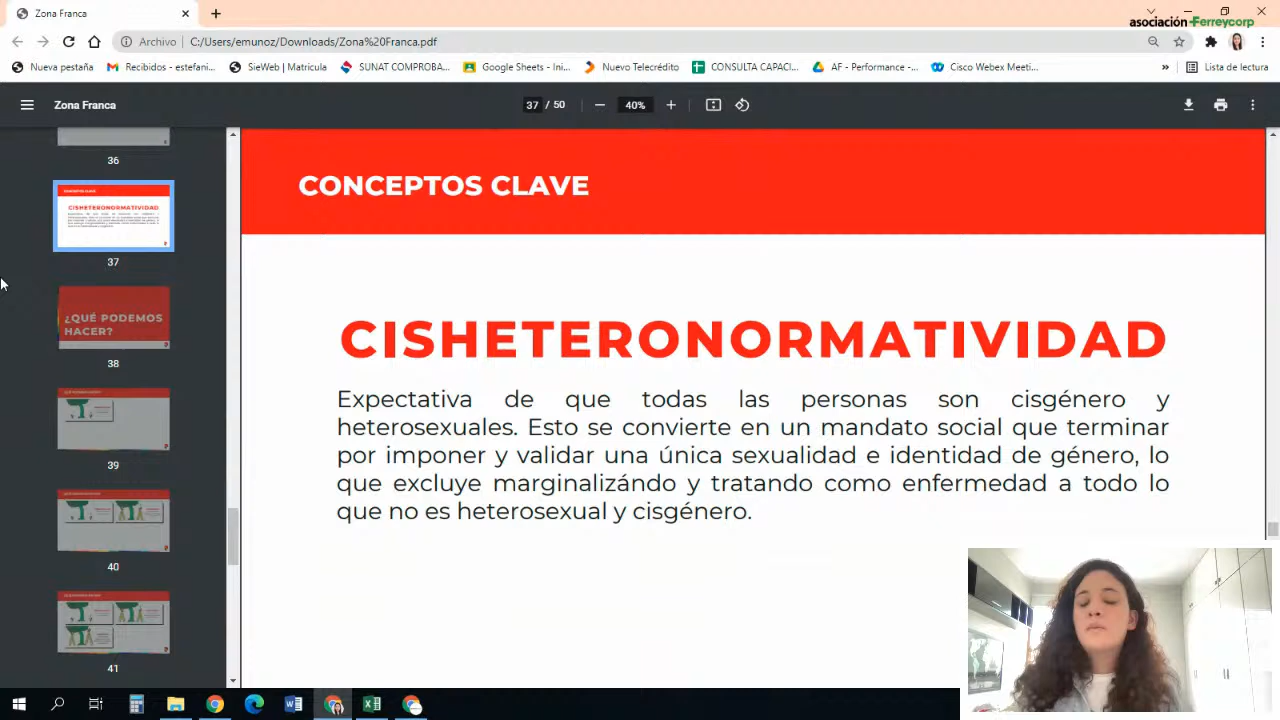 Zona Franca
asociación Ferreycorp
Archivo C:/Users/emunoz/Downloads/Zona%20Franca.pdf
Nueva pestaña Recibidos - estefani... SieWeb | Matricula SUNAT COMPROBA... Google Sheets - Ini... Nuevo Telecrédito CONSULTA CAPACI... AF - Performance -... Cisco Webex Meeti... » Lista de lectura
Zona Franca 37 / 50 40%
36
CONCEPTOS CLAVE
CISHETERONORMATIVIDAD
37
¿QUÉ PODEMOS
HACER?
38
39
40
41
CONCEPTOS CLAVE
CISHETERONORMATIVIDAD
Expectativa de que todas las personas son cisgénero y
heterosexuales. Esto se convierte en un mandato social que terminar
por imponer y validar una única sexualidad e identidad de género, lo
que excluye marginalizándo y tratando como enfermedad a todo lo
que no es heterosexual y cisgénero.